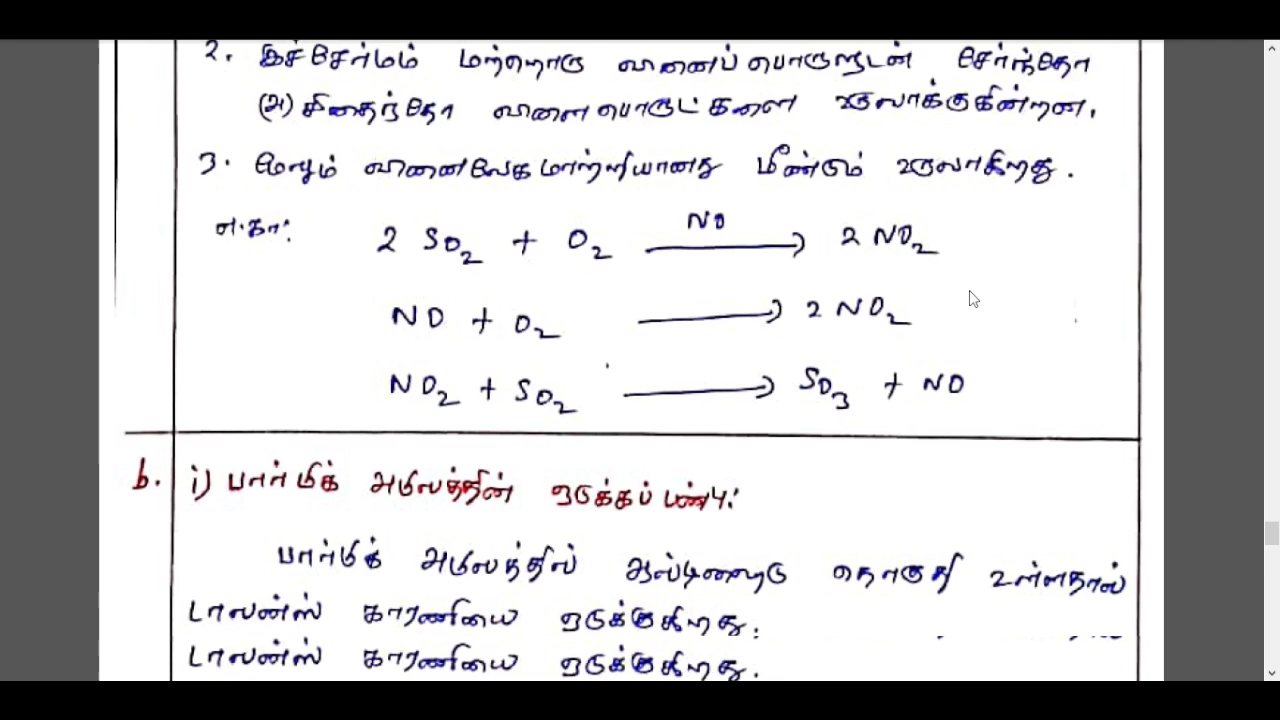 2. இச்சேர்மம் மற்றொரு வினைப்பொருளுடன் சேர்ந்தோ
(அ) சிதைந்தோ விளைபொருட்களை உருவாக்குகின்றன.
3. மேலும் வினைவேகமாற்றியானது மீண்டும் உருவாகிறது.
எ.கா:
2 SO₂ + O₂ NO → 2 NO₂
NO + O₂ → 2 NO₂
NO₂ + SO₂ → SO₃ + NO
b. i) பார்மிக் அமிலத்தின் ஒடுக்கப் பண்பு:
பார்மிக் அமிலத்தில் ஆல்டிஹைடு தொகுதி உள்ளதால்
டாலன்ஸ் காரணியை ஒடுக்குகிறது.
டாலன்ஸ் காரணியை ஒடுக்குகிறது.